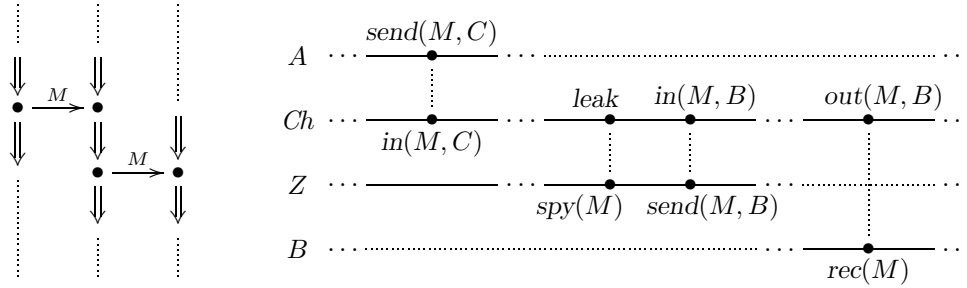 M
M
send(M, C)
A ··· ··· ···
leak in(M, B) out(M, B)
Ch ··· ··· ··· ···
in(M, C)
Z ··· ··· ··· ···
spy(M) send(M, B)
B ··· ··· ···
rec(M)